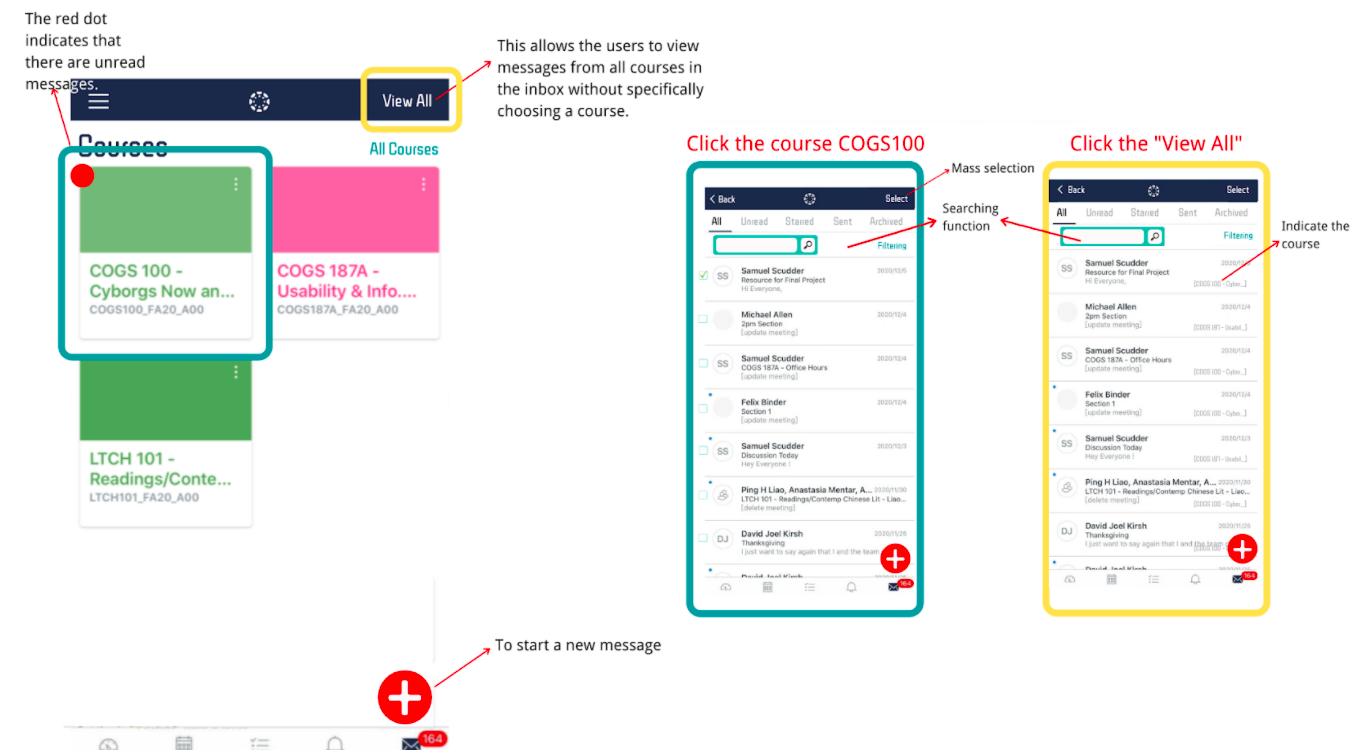 The red dot
indicates that
there are unread
messages.
View All
This allows the users to view
messages from all courses in
the inbox without specifically
choosing a course.
Courses
All Courses
COGS 100 -
Cyborgs Now an...
COGS100_FA20_A00
COGS 187A -
Usability & Info....
COGS187A_FA20_A00
LTCH 101 -
Readings/Conte...
LTCH101_FA20_A00
To start a new message
164
Click the course COGS100
Mass selection
Searching
function
< Back
Select
All Unread Starred Sent Archived
Filtering
SS Samuel Scudder 2020/12/5
Resource for Final Project
Hi Everyone,
Michael Allen 2020/12/4
2pm Section
[update meeting]
SS Samuel Scudder 2020/12/4
COGS 187A - Office Hours
[update meeting]
Felix Binder 2020/12/4
Section 1
[update meeting]
SS Samuel Scudder 2020/12/3
Discussion Today
Hey Everyone !
Ping H Liao, Anastasia Mentar, A... 2020/11/30
LTCH 101 - Readings/Contemp Chinese Lit - Liao...
[delete meeting]
DJ David Joel Kirsh 2020/11/26
Thanksgiving
I just want to say again that I and the team
David Joel Kirsh
164
Click the "View All"
Indicate the
course
< Back
Select
All Unread Starred Sent Archived
Filtering
SS Samuel Scudder
Resource for Final Project
Hi Everyone,
[COGS 100 - Cyber_]
Michael Allen 2020/12/4
2pm Section
[update meeting]
SS Samuel Scudder 2020/12/4
COGS 187A - Office Hours
[update meeting]
[COGS 100 - Cyber_]
Felix Binder 2020/12/4
Section 1
[update meeting]
[COGS 100 - Cyber_]
SS Samuel Scudder 2020/12/3
Discussion Today
Hey Everyone !
Ping H Liao, Anastasia Mentar, A... 2020/11/30
LTCH 101 - Readings/Contemp Chinese Lit - Liao...
[delete meeting]
[COGS 100 - Cyber_]
DJ David Joel Kirsh 2020/11/26
Thanksgiving
I just want to say again that I and the team
David Joel Kirsh
164